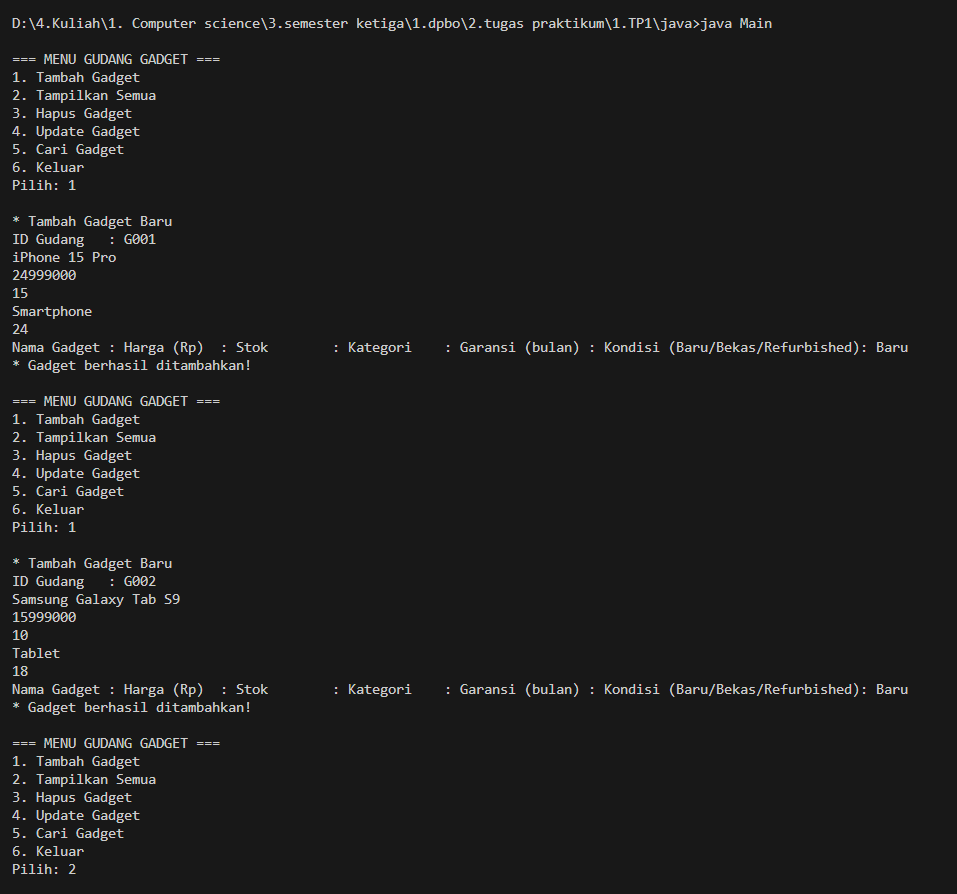 D:\4.Kuliah\1. Computer science\3.semester ketiga\1.dpbo\2.tugas praktikum\1.TP1\java>java Main
=== MENU GUDANG GADGET ===
1. Tambah Gadget
2. Tampilkan Semua
3. Hapus Gadget
4. Update Gadget
5. Cari Gadget
6. Keluar
Pilih: 1
* Tambah Gadget Baru
ID Gudang   : G001
iPhone 15 Pro
24999000
15
Smartphone
24
Nama Gadget : Harga (Rp)  : Stok        : Kategori    : Garansi (bulan) : Kondisi (Baru/Bekas/Refurbished): Baru
* Gadget berhasil ditambahkan!
=== MENU GUDANG GADGET ===
1. Tambah Gadget
2. Tampilkan Semua
3. Hapus Gadget
4. Update Gadget
5. Cari Gadget
6. Keluar
Pilih: 1
* Tambah Gadget Baru
ID Gudang   : G002
Samsung Galaxy Tab S9
15999000
10
Tablet
18
Nama Gadget : Harga (Rp)  : Stok        : Kategori    : Garansi (bulan) : Kondisi (Baru/Bekas/Refurbished): Baru
* Gadget berhasil ditambahkan!
=== MENU GUDANG GADGET ===
1. Tambah Gadget
2. Tampilkan Semua
3. Hapus Gadget
4. Update Gadget
5. Cari Gadget
6. Keluar
Pilih: 2